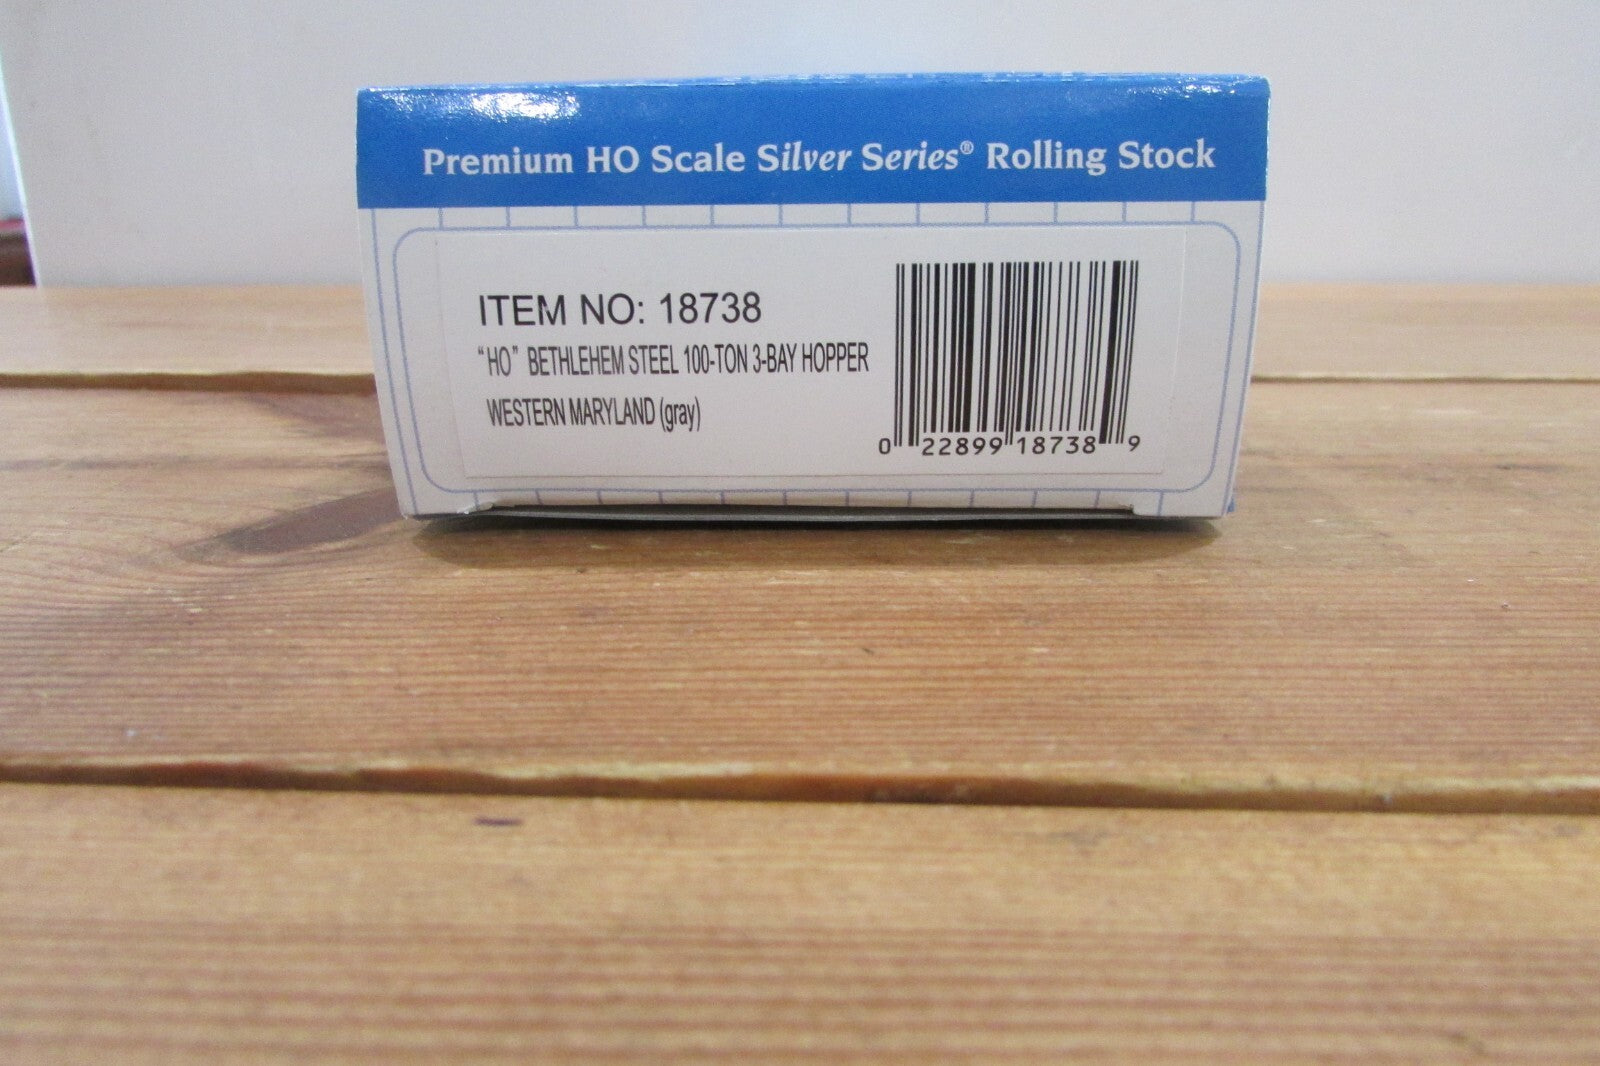 Premium HO Scale Silver Series® Rolling Stock
ITEM NO: 18738
“HO” BETHLEHEM STEEL 100-TON 3-BAY HOPPER
WESTERN MARYLAND (gray)
0 22899 18738 9